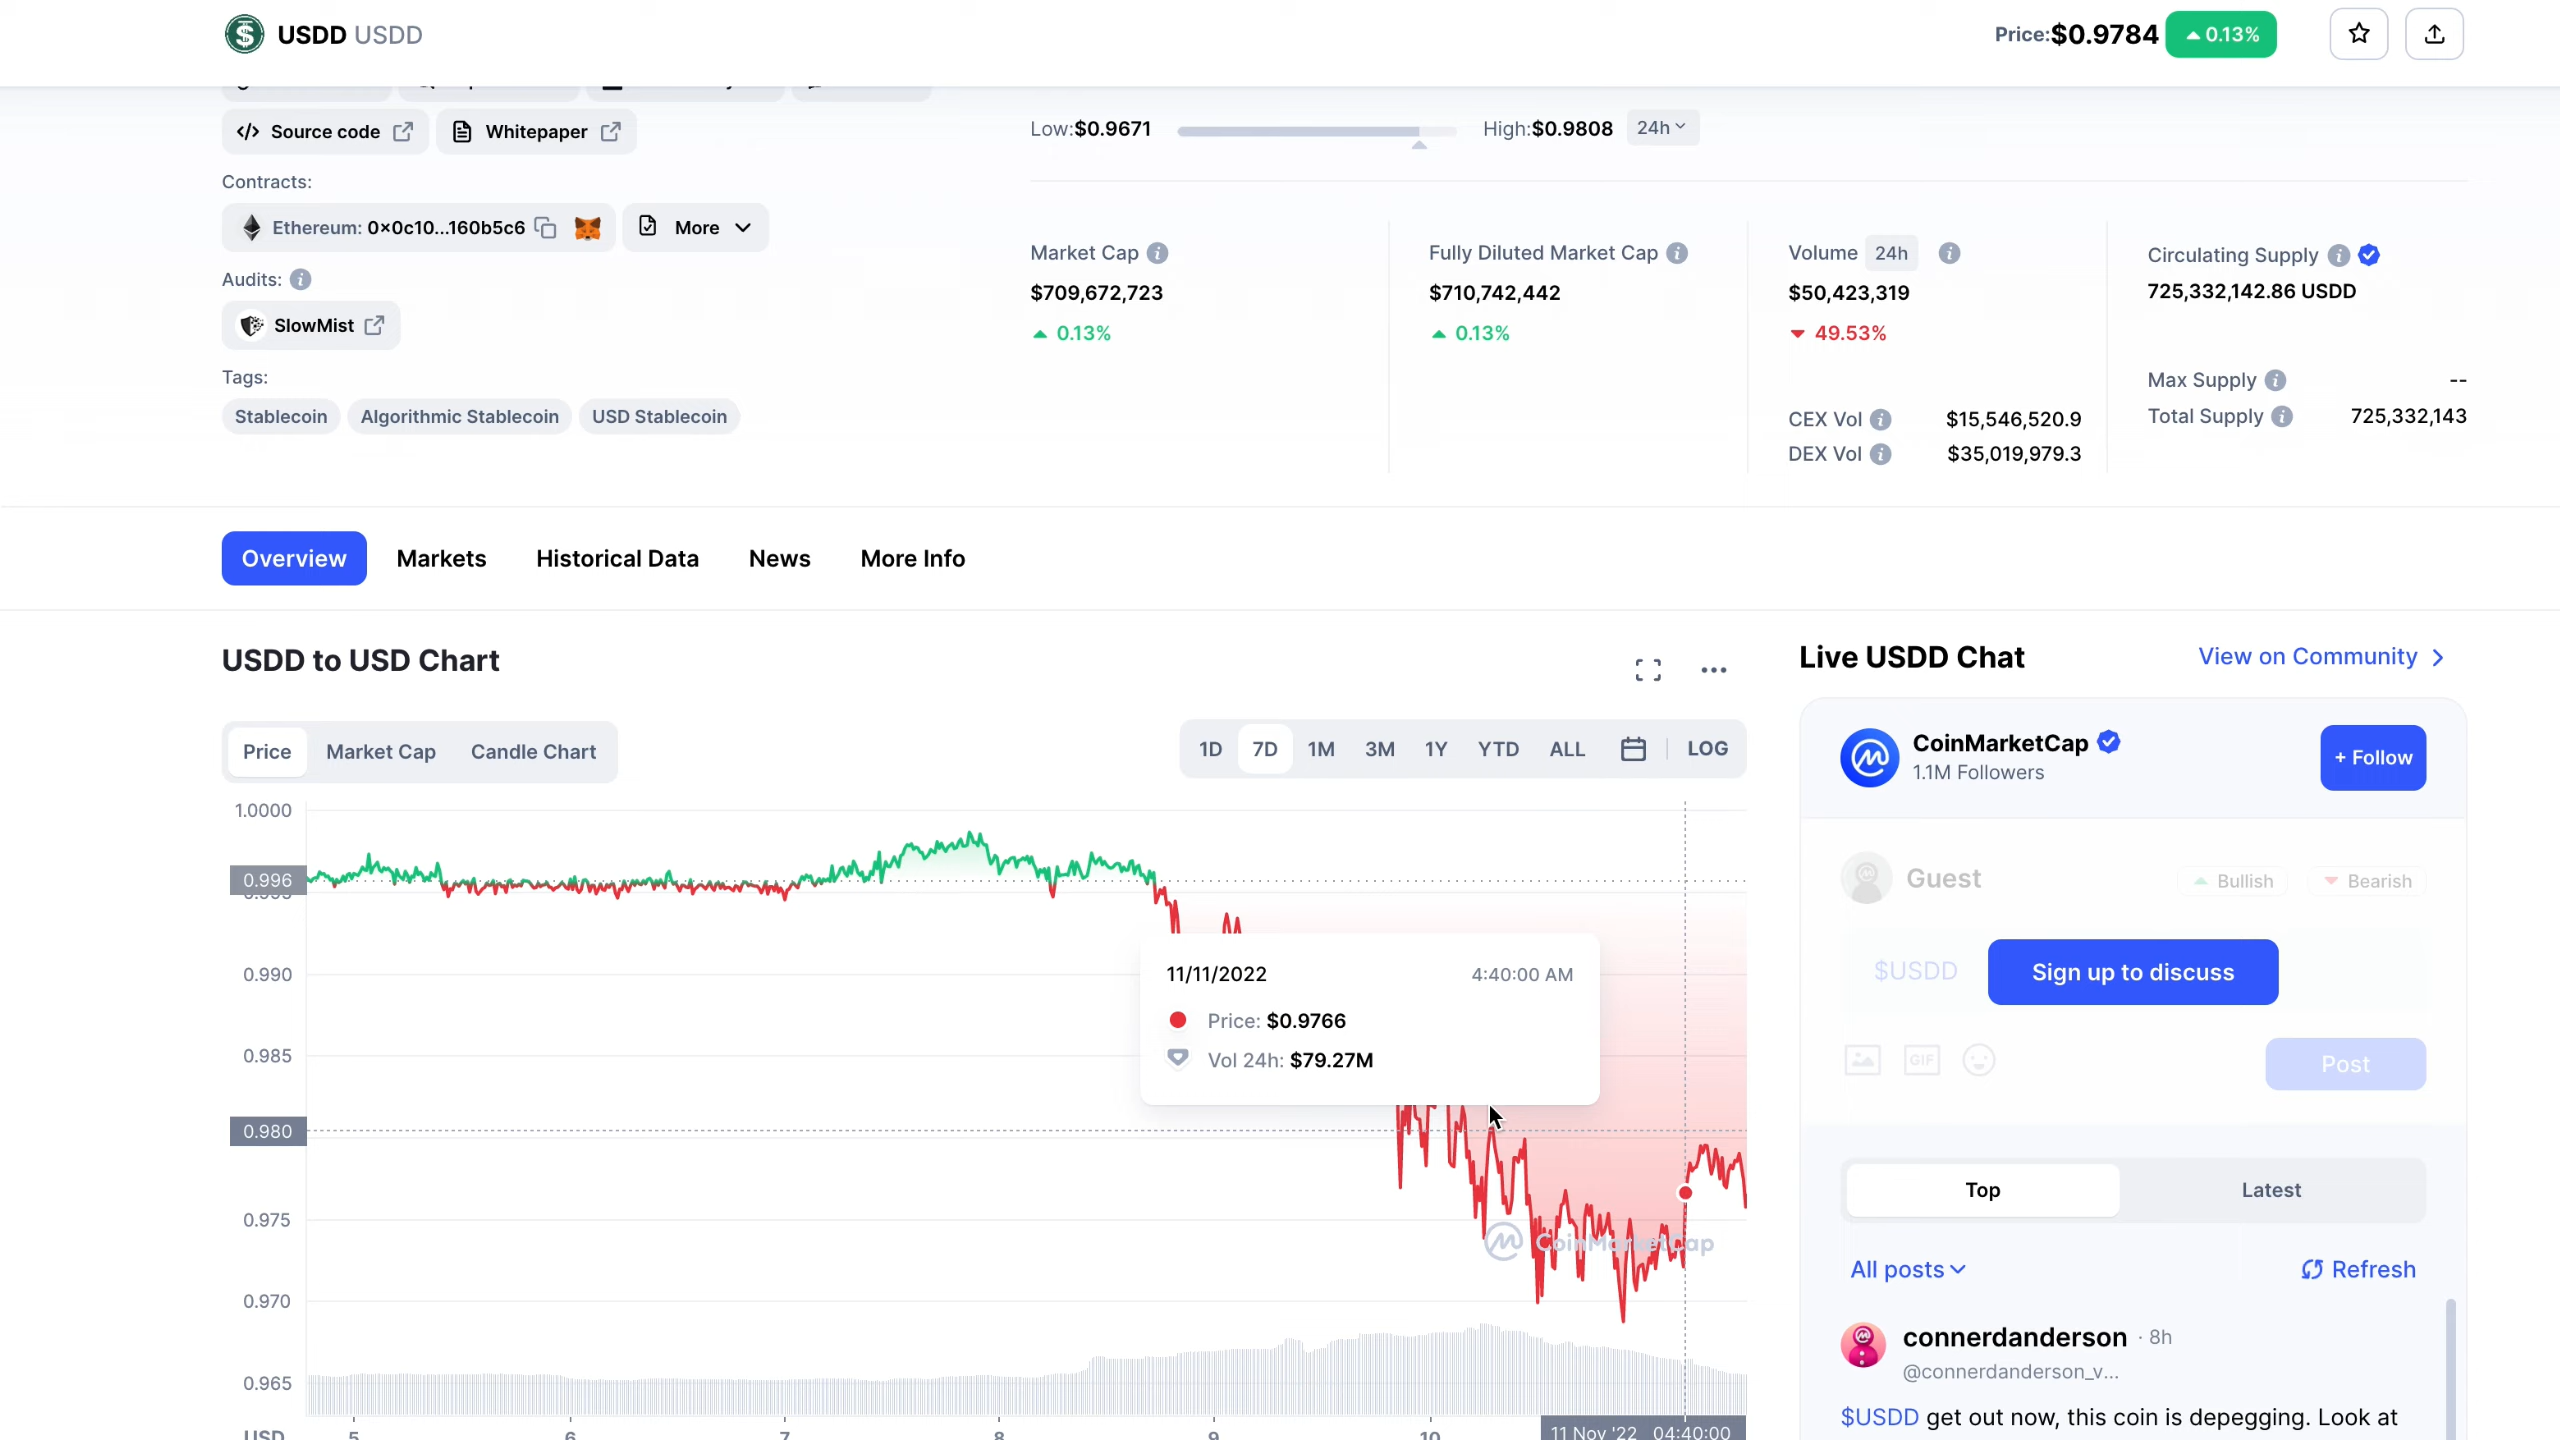 USDD USDD
Price:$0.9784 0.13%
Source code Whitepaper
Low:$0.9671 High:$0.9808 24h
Contracts:
Ethereum: 0x0c10...160b5c6 More
Audits:
SlowMist
Tags:
Stablecoin Algorithmic Stablecoin USD Stablecoin
Market Cap
$709,672,723
0.13%
Fully Diluted Market Cap
$710,742,442
0.13%
Volume 24h
$50,423,319
49.53%
CEX Vol $15,546,520.9
DEX Vol $35,019,979.3
Circulating Supply
725,332,142.86 USDD
Max Supply --
Total Supply 725,332,143
Overview Markets Historical Data News More Info
USDD to USD Chart
Price Market Cap Candle Chart
1D 7D 1M 3M 1Y YTD ALL LOG
1.0000
0.996
0.990
0.985
0.980
0.975
0.970
0.965
11/11/2022 4:40:00 AM
Price: $0.9766
Vol 24h: $79.27M
CoinMarketCap
USD 5 6 7 8 9 10 11 Nov '22 04:40:00
Live USDD Chat View on Community
CoinMarketCap
1.1M Followers
+ Follow
Guest Bullish Bearish
$USDD Sign up to discuss
GIF Post
Top Latest
All posts Refresh
connerdanderson · 8h
@connerdanderson_v...
$USDD get out now, this coin is depegging. Look at